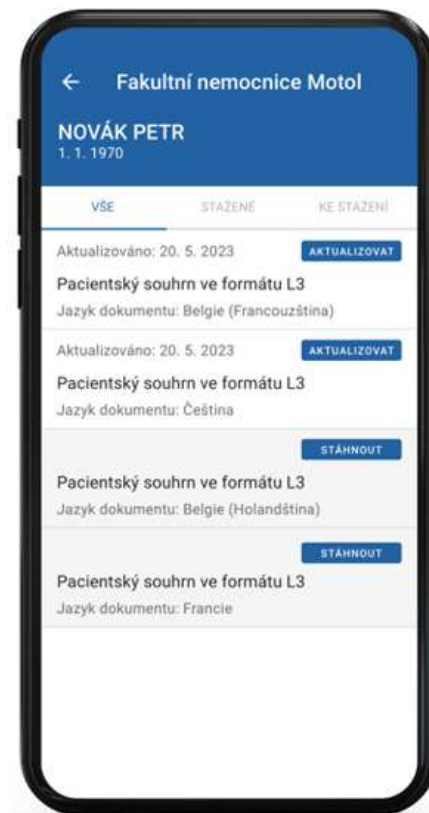 ← Fakultní nemocnice Motol
NOVÁK PETR
1. 1. 1970
VŠE STAŽENÉ KE STAŽENÍ
Aktualizováno: 20. 5. 2023 AKTUALIZOVAT
Pacientský souhrn ve formátu L3
Jazyk dokumentu: Belgie (Francouzština)
Aktualizováno: 20. 5. 2023 AKTUALIZOVAT
Pacientský souhrn ve formátu L3
Jazyk dokumentu: Čeština
STÁHNOUT
Pacientský souhrn ve formátu L3
Jazyk dokumentu: Belgie (Holandština)
STÁHNOUT
Pacientský souhrn ve formátu L3
Jazyk dokumentu: Francie